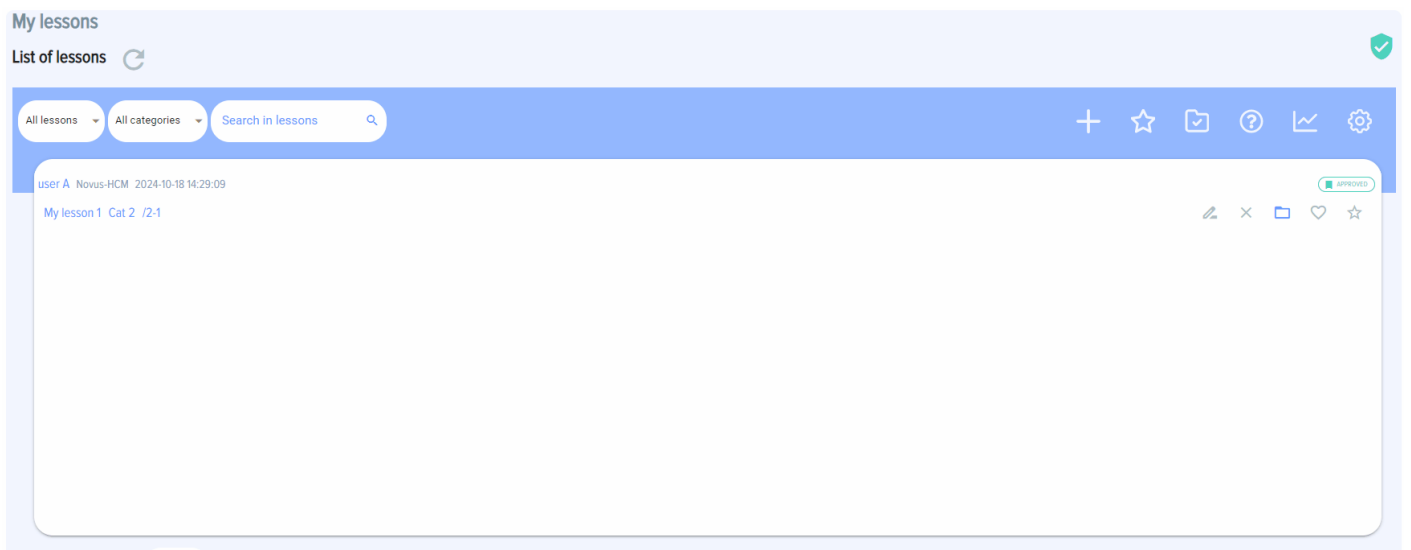 My lessons
List of lessons
All lessons All categories Search in lessons
user A Novus-HCM 2024-10-18 14:29:09 APPROVED
My lesson 1 Cat 2 /2-1